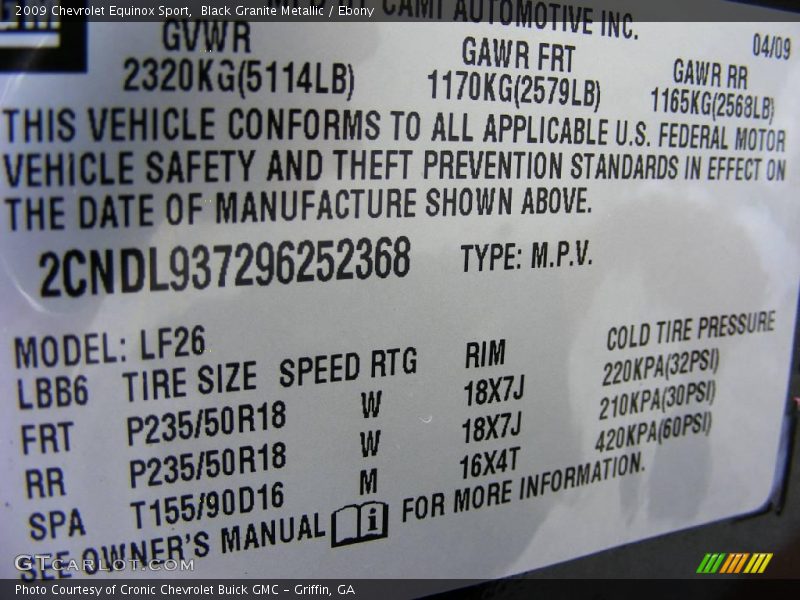 2009 Chevrolet Equinox Sport, Black Granite Metallic / Ebony
CAMI AUTOMOTIVE INC.
04/09
GVWR GAWR FRT GAWR RR
2320KG(5114LB) 1170KG(2579LB) 1165KG(2568LB)
THIS VEHICLE CONFORMS TO ALL APPLICABLE U.S. FEDERAL MOTOR
VEHICLE SAFETY AND THEFT PREVENTION STANDARDS IN EFFECT ON
THE DATE OF MANUFACTURE SHOWN ABOVE.
2CNDL937296252368 TYPE: M.P.V.
MODEL: LF26
LBB6 TIRE SIZE SPEED RTG RIM COLD TIRE PRESSURE
FRT P235/50R18 W 18X7J 220KPA(32PSI)
RR P235/50R18 W 18X7J 210KPA(30PSI)
SPA T155/90D16 M 16X4T 420KPA(60PSI)
SEE OWNER'S MANUAL i FOR MORE INFORMATION.
GTCARLOT.COM
Photo Courtesy of Cronic Chevrolet Buick GMC – Griffin, GA